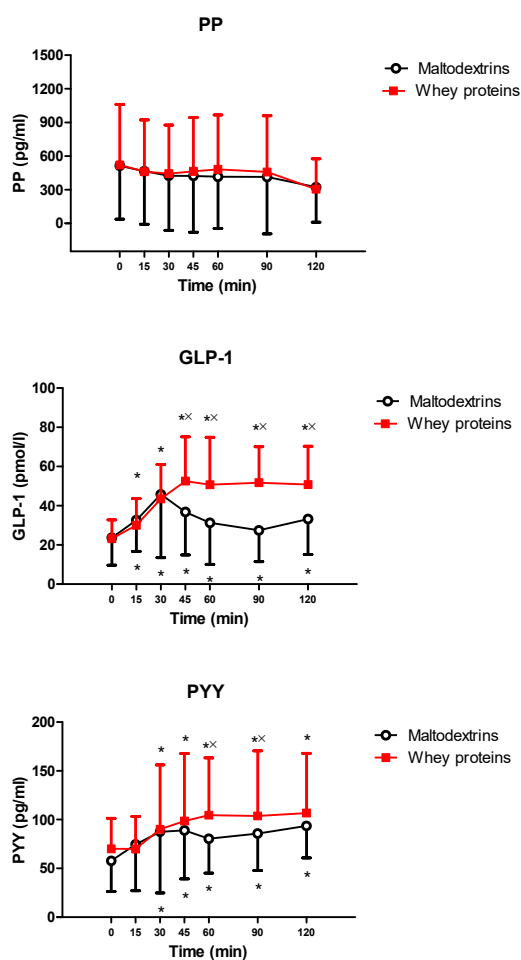 PP
1500
1200
900
600
300
0
PP (pg/ml)
0 15 30 45 60 90 120
Time (min)
Maltodextrins
Whey proteins
GLP-1
100
80
60
40
20
0
GLP-1 (pmol/l)
*× *× *× *×
* *
* * * * * *
0 15 30 45 60 90 120
Time (min)
Maltodextrins
Whey proteins
PYY
200
150
100
50
0
PYY (pg/ml)
* * *× *× *
* * * * *
0 15 30 45 60 90 120
Time (min)
Maltodextrins
Whey proteins